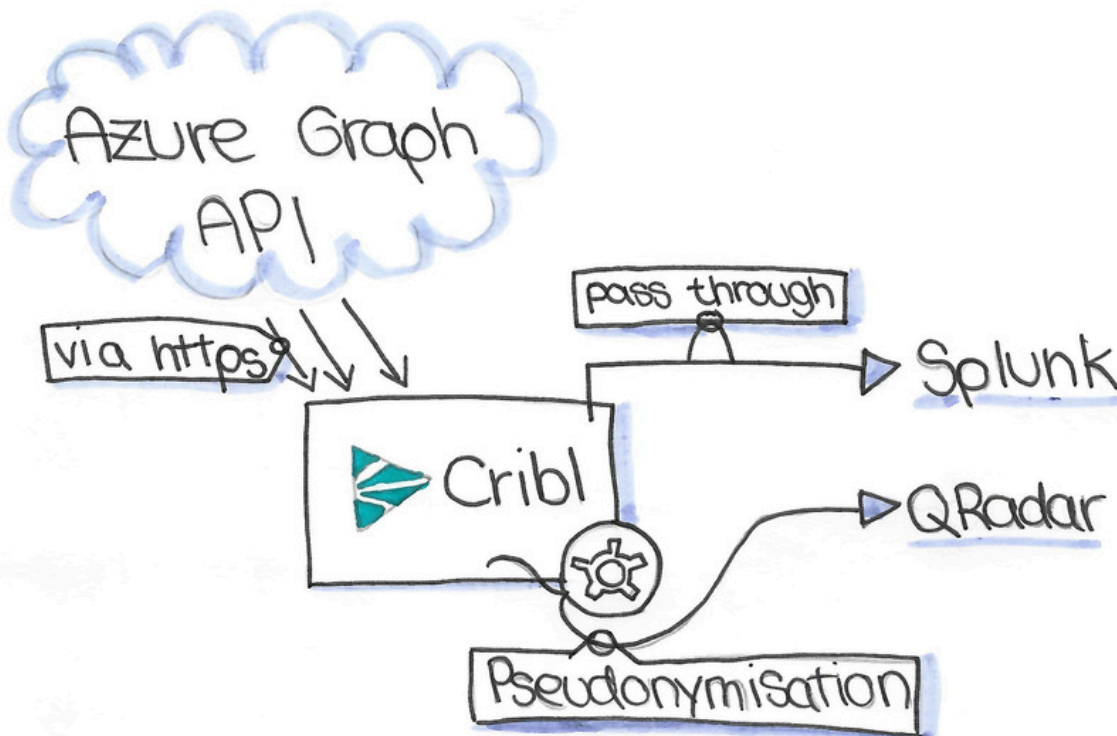 Azure Graph
API
via https
pass through
Splunk
Cribl
QRadar
Pseudonymisation